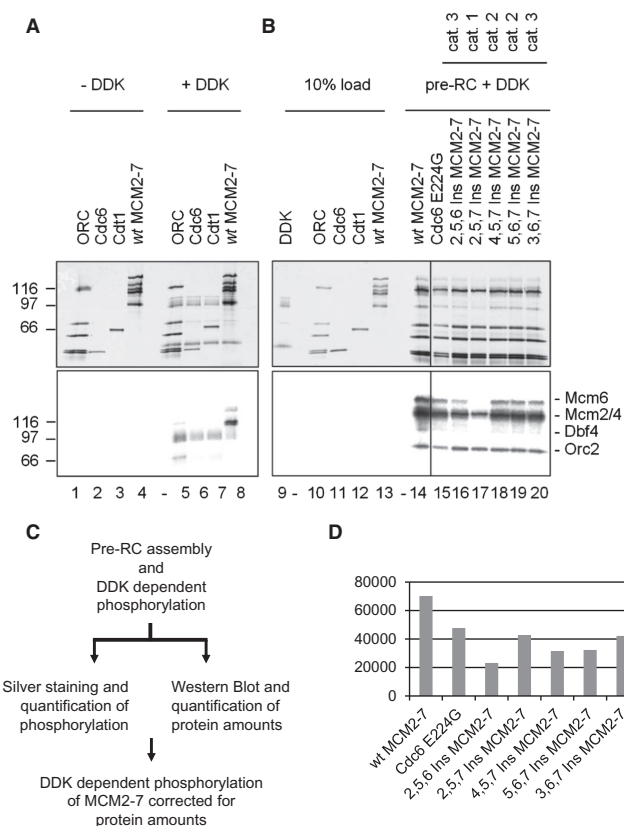 A
B
cat. 3
cat. 1
cat. 2
cat. 2
cat. 3
- DDK
+ DDK
10% load
pre-RC + DDK
ORC
Cdc6
Cdt1
wt MCM2-7
ORC
Cdc6
Cdt1
wt MCM2-7
DDK
ORC
Cdc6
Cdt1
wt MCM2-7
wt MCM2-7
Cdc6 E224G
2,5,6 Ins MCM2-7
2,5,7 Ins MCM2-7
4,5,7 Ins MCM2-7
5,6,7 Ins MCM2-7
3,6,7 Ins MCM2-7
116
97
66
116
97
66
- Mcm6
- Mcm2/4
- Dbf4
- Orc2
1 2 3 4 - 5 6 7 8 9 - 10 11 12 13 - 14 15 16 17 18 19 20
C
Pre-RC assembly
and
DDK dependent
phosphorylation
Silver staining and
quantification of
phosphorylation
Western Blot and
quantification of
protein amounts
DDK dependent phosphorylation
of MCM2-7 corrected for
protein amounts
D
80000
60000
40000
20000
0
wt MCM2-7
Cdc6 E224G
2,5,6 Ins MCM2-7
2,5,7 Ins MCM2-7
4,5,7 Ins MCM2-7
5,6,7 Ins MCM2-7
3,6,7 Ins MCM2-7